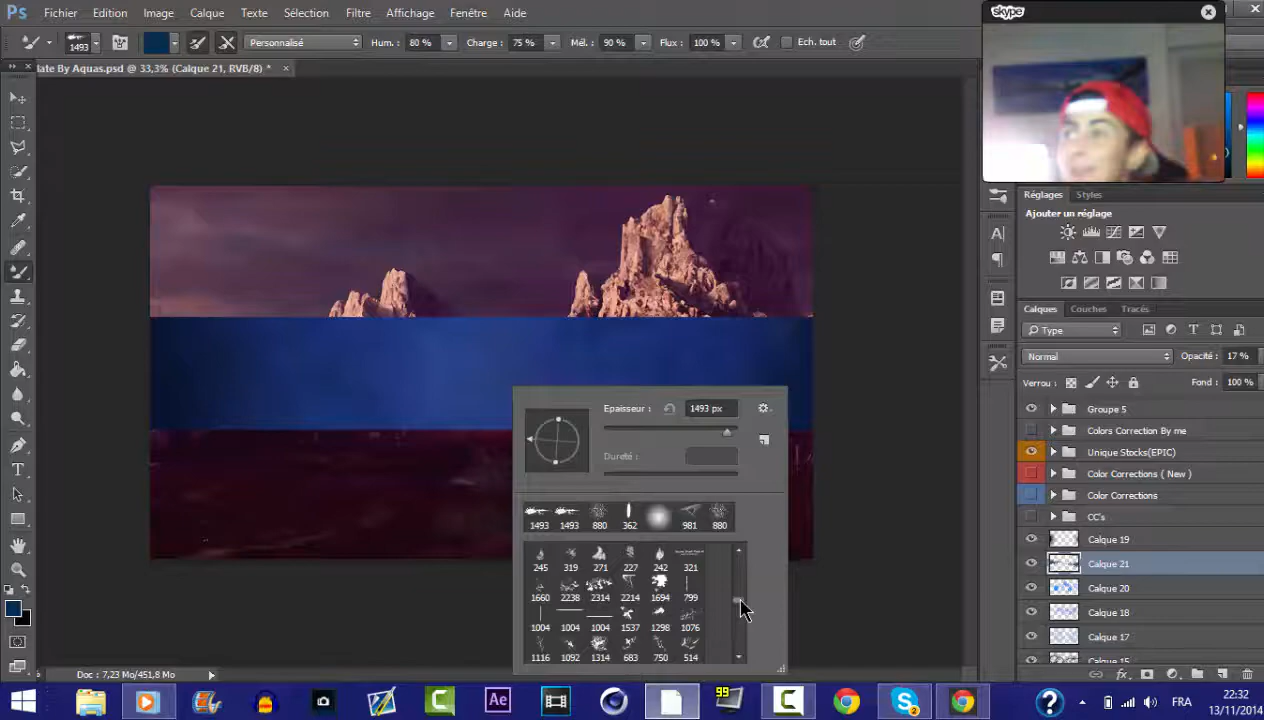 Ps Fichier Edition Image Calque Texte Sélection Filtre Affichage Fenêtre Aide
skype
1493 Personnalisé Hum. : 80 % Charge : 75 % Mél. : 90 % Flux : 100 % Ech. tout
late By Aquas.psd @ 33,3% (Calque 21, RVB/8) * ×
Réglages Styles
Ajouter un réglage
Calques Couches Tracés
Type
Normal Opacité : 17 %
Verrou : Fond : 100 %
Groupe 5
Colors Correction By me
Unique Stocks(EPIC)
Color Corrections ( New )
Color Corrections
CC's
Calque 19
Calque 21
Calque 20
Calque 18
Calque 17
Calque 15
Epaisseur : 1493 px
Dureté :
1493 1493 880 362 981 880
245 319 271 227 242 321
1660 2238 2314 2214 1694 799
1004 1004 1004 1537 1298 1076
1116 1092 1314 683 750 514
Doc : 7,23 Mo/451,8 Mo
Ae 99 2 FRA
22:32
13/11/2014